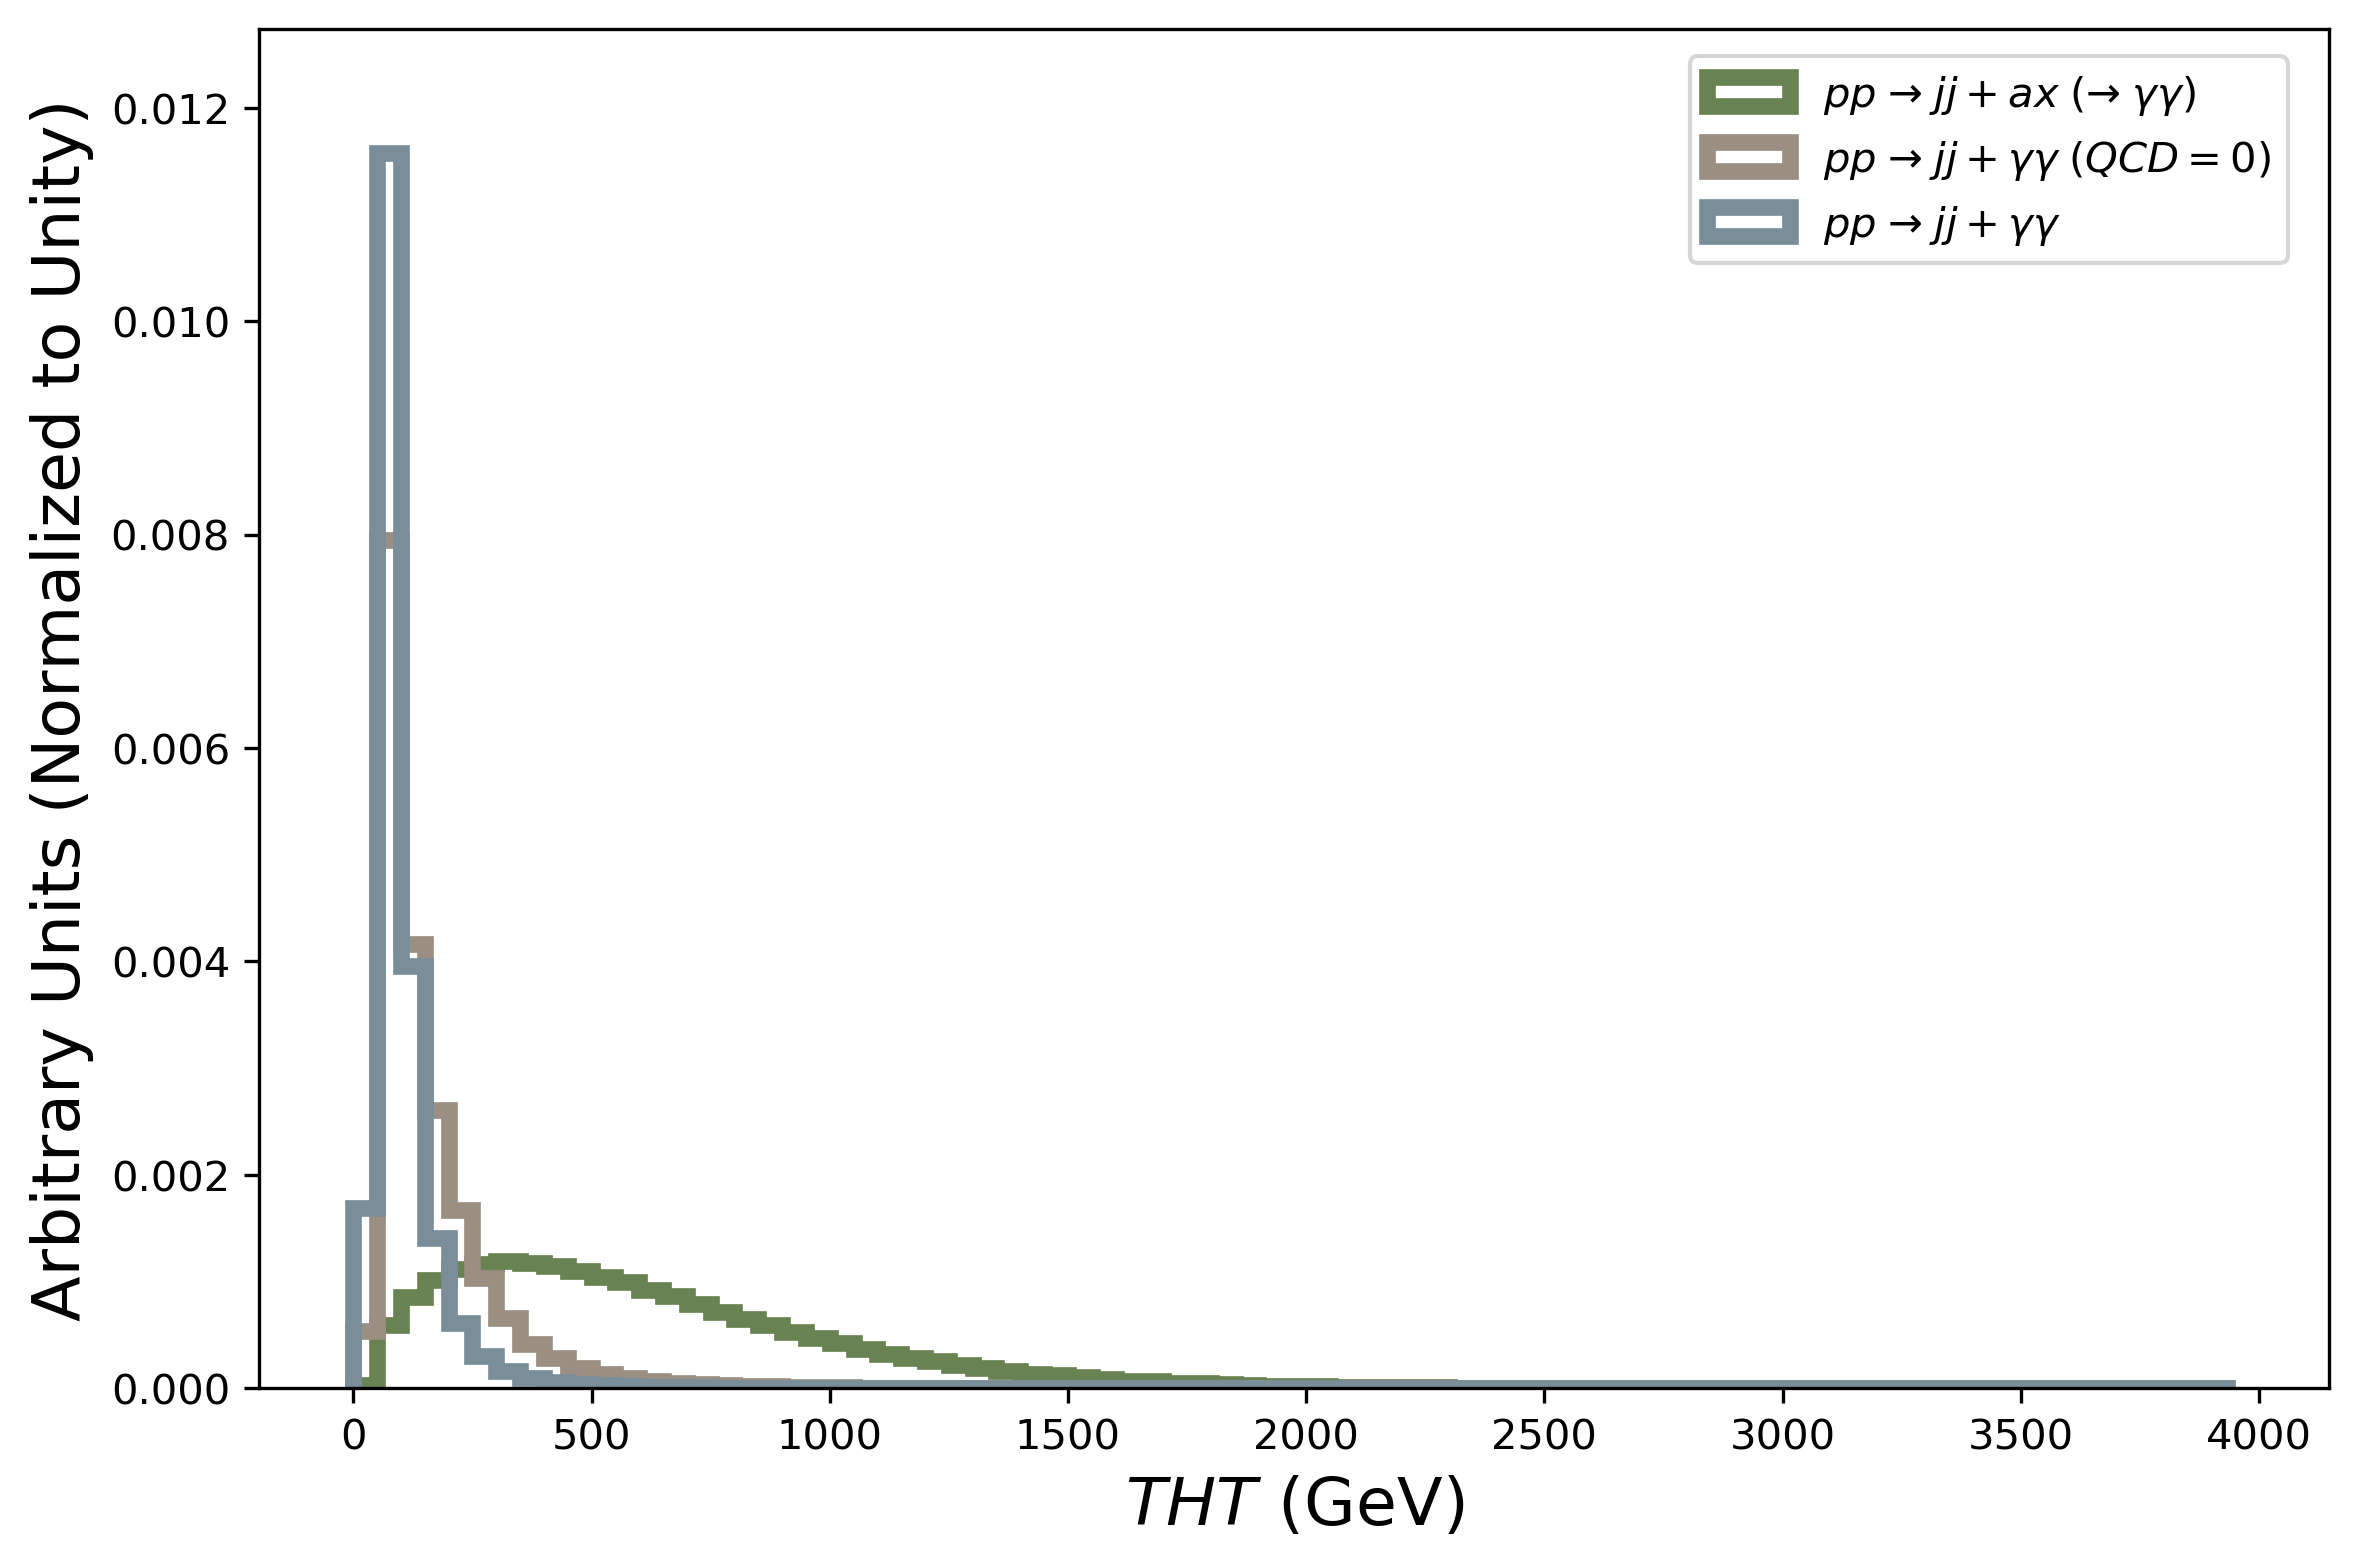 pp → jj + ax (→ γγ)
pp → jj + γγ (QCD = 0)
pp → jj + γγ
Arbitrary Units (Normalized to Unity)
0.012
0.010
0.008
0.006
0.004
0.002
0.000
0 500 1000 1500 2000 2500 3000 3500 4000
THT (GeV)